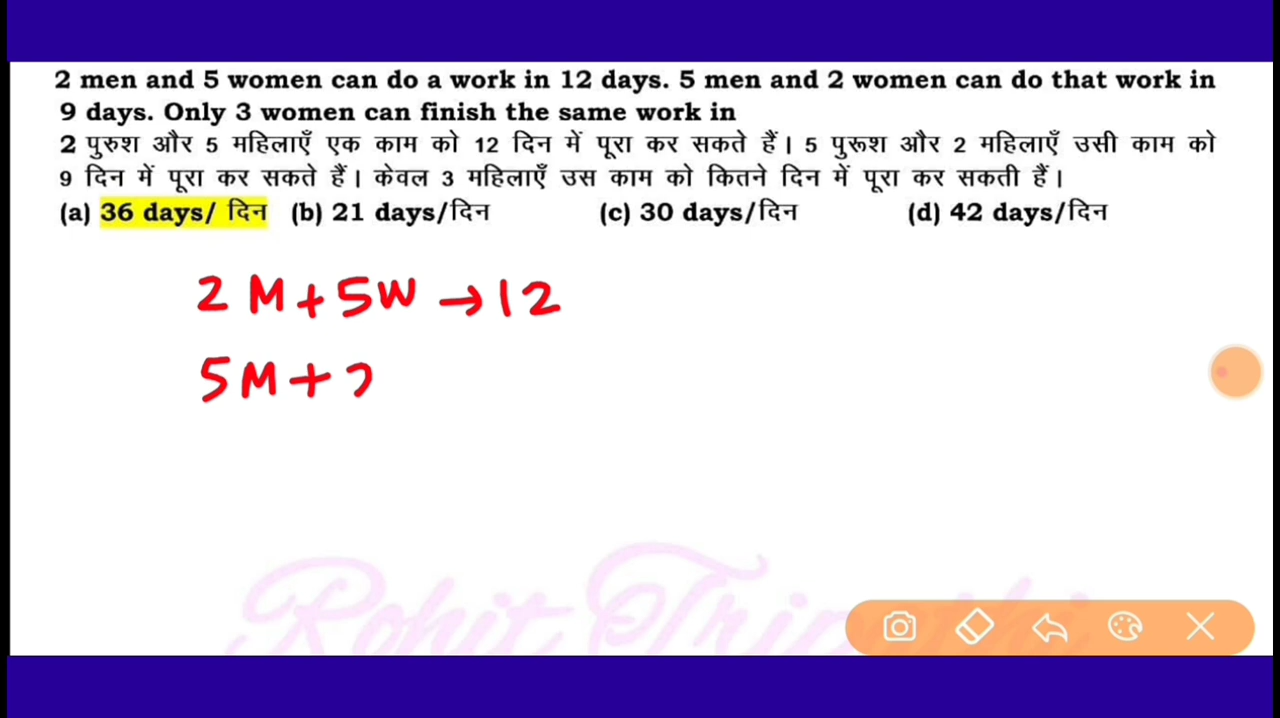 2 men and 5 women can do a work in 12 days. 5 men and 2 women can do that work in
9 days. Only 3 women can finish the same work in
2 पुरुश और 5 महिलाएँ एक काम को 12 दिन में पूरा कर सकते हैं। 5 पुरूश और 2 महिलाएँ उसी काम को
9 दिन में पूरा कर सकते हैं। केवल 3 महिलाएँ उस काम को कितने दिन में पूरा कर सकती हैं।
(a) 36 days/ दिन (b) 21 days/दिन (c) 30 days/दिन (d) 42 days/दिन
2 M + 5W → 12
5M + 2
Rohit